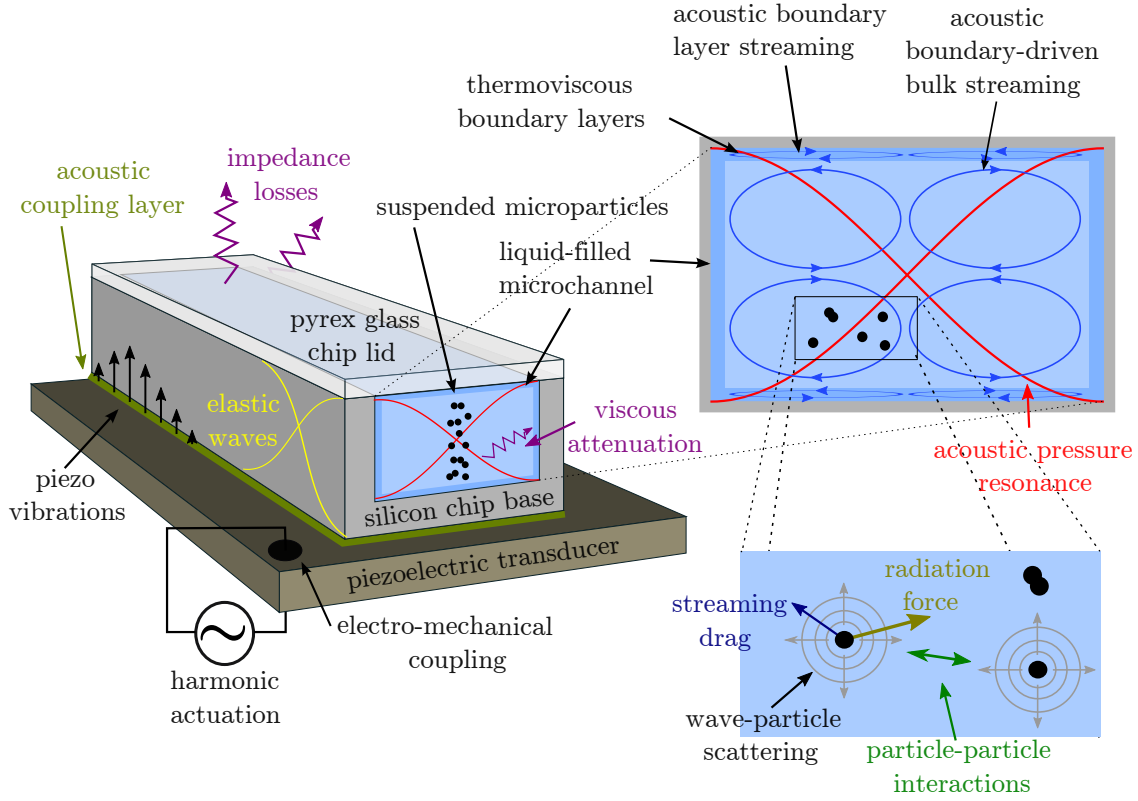 acoustic boundary
layer streaming
acoustic
boundary-driven
bulk streaming
thermoviscous
boundary layers
impedance
losses
acoustic
coupling layer
suspended microparticles
liquid-filled
microchannel
pyrex glass
chip lid
elastic
waves
viscous
attenuation
acoustic pressure
resonance
piezo
vibrations
silicon chip base
piezoelectric transducer
electro-mechanical
coupling
harmonic
actuation
radiation
force
streaming
drag
wave-particle
scattering
particle-particle
interactions